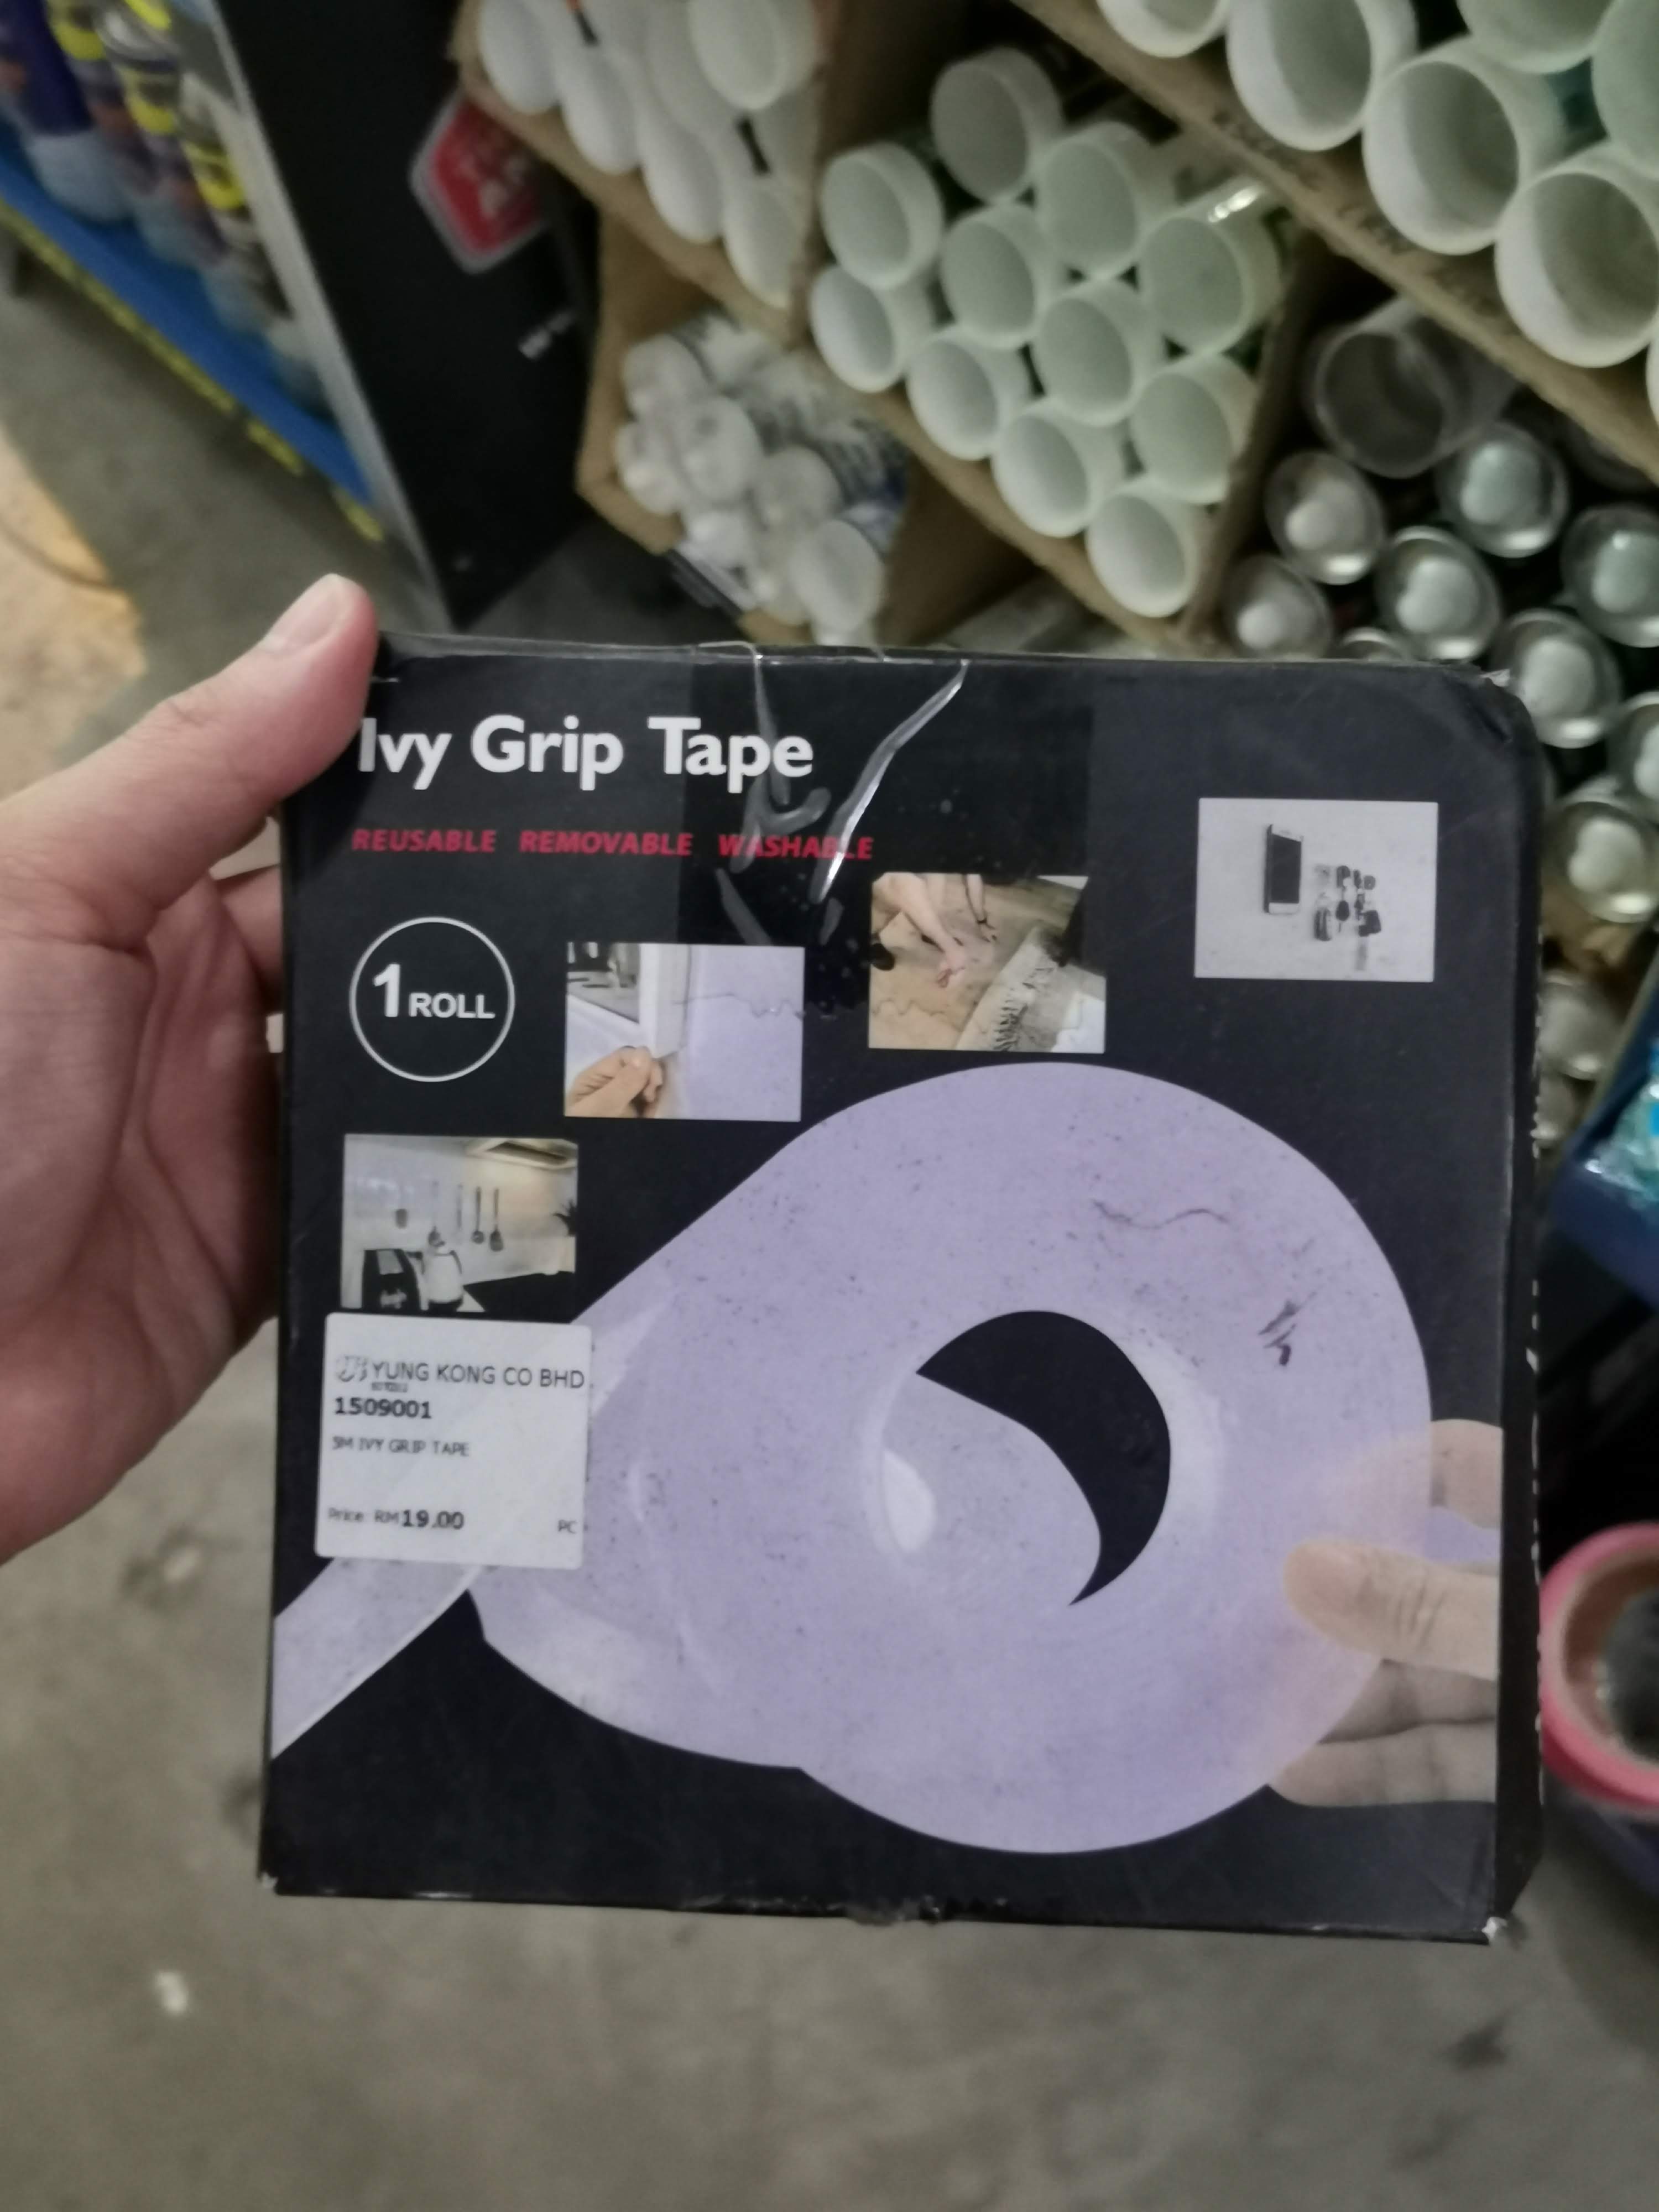 Ivy Grip Tape
REUSABLE REMOVABLE WASHABLE
1 ROLL
YUNG KONG CO BHD
1509001
IVY GRIP TAPE
Price: RM19.00
PC